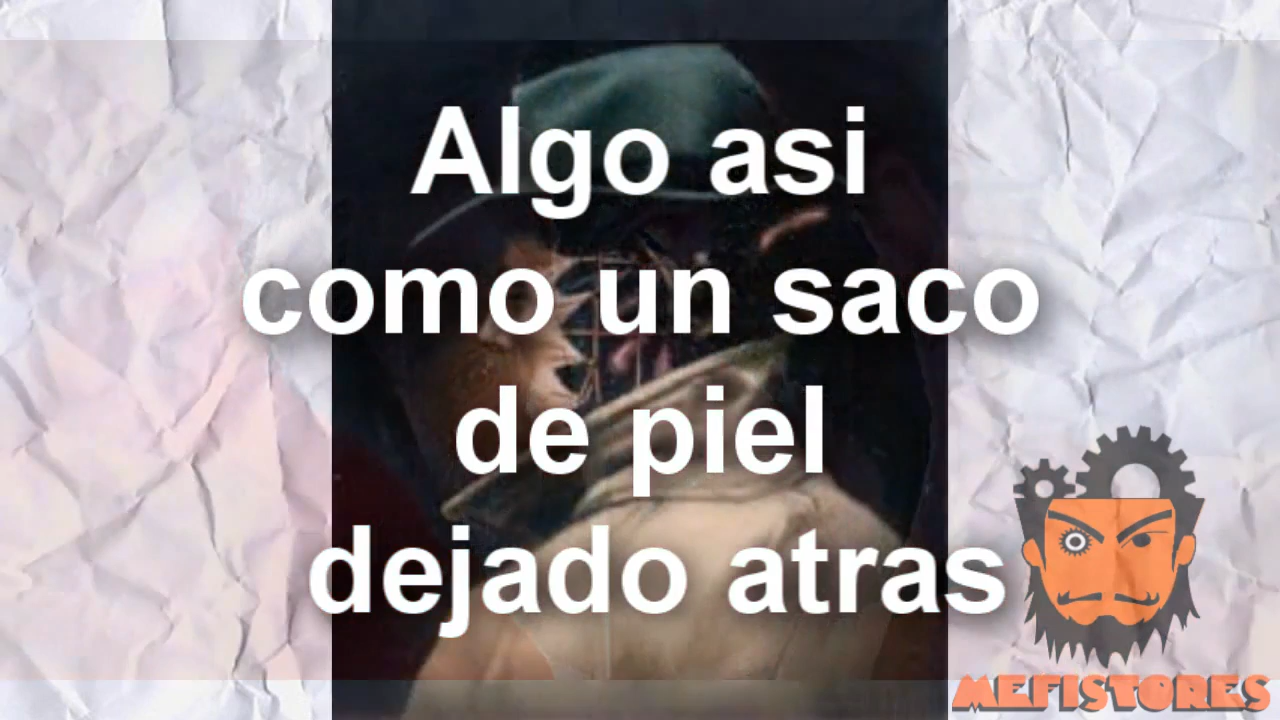 Algo asi
como un saco
de piel
dejado atras
MEFISTORES